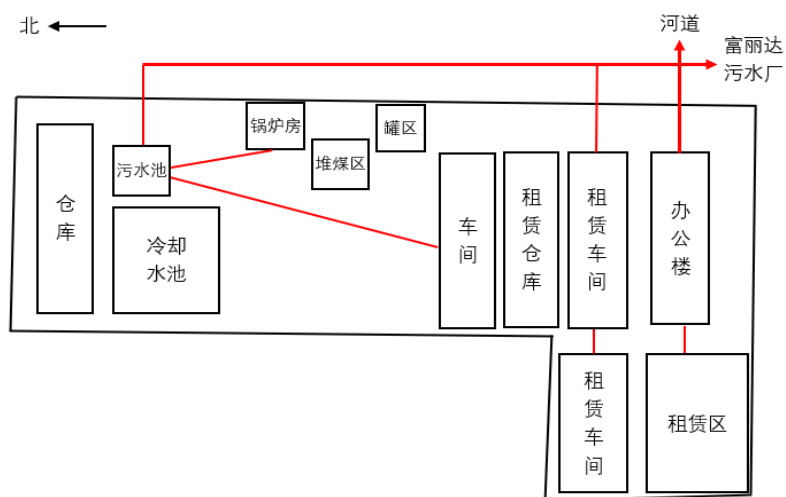 北
河道
富丽达
污水厂
锅炉房
罐区
堆煤区
污水池
仓
库
冷却
水池
车
间
租
赁
仓
库
租
赁
车
间
办
公
楼
租
赁
车
间
租赁区